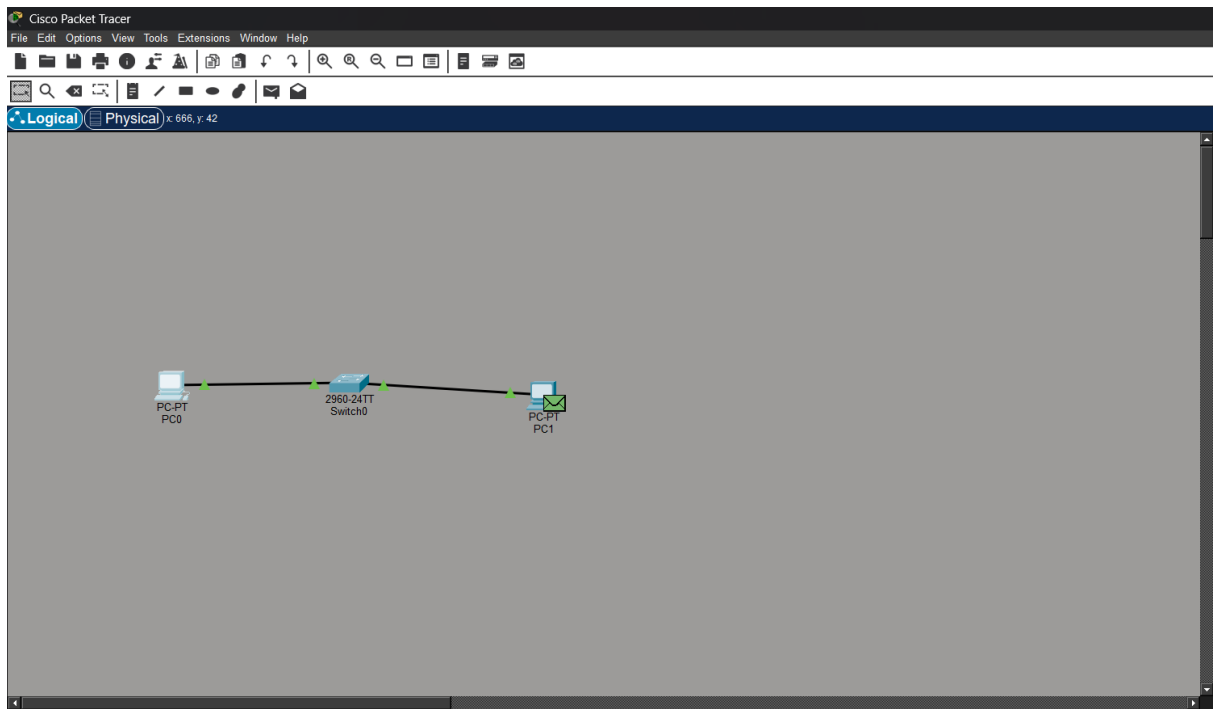 Cisco Packet Tracer
File Edit Options View Tools Extensions Window Help
Logical Physical x: 666, y: 42
PC-PT
PC0
2960-24TT
Switch0
PC-PT
PC1